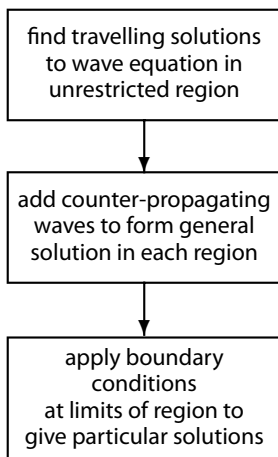 find travelling solutions
to wave equation in
unrestricted region
add counter-propagating
waves to form general
solution in each region
apply boundary
conditions
at limits of region to
give particular solutions